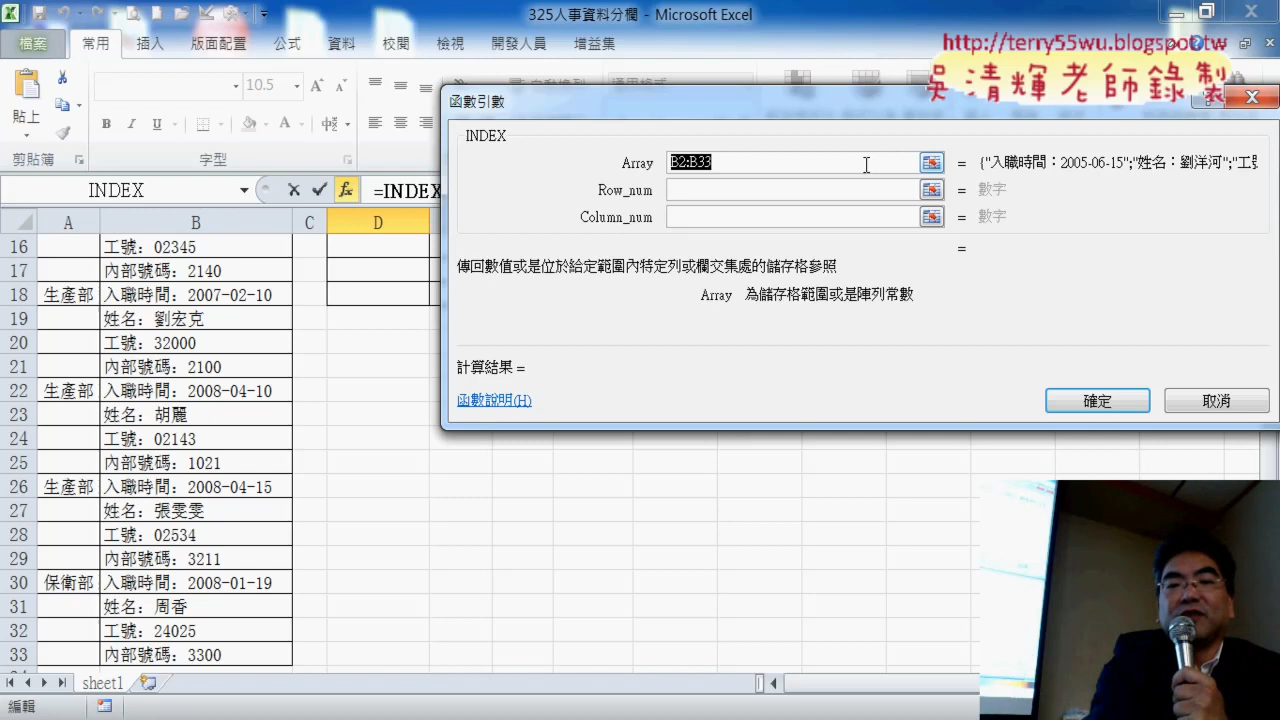 325人事資料分欄 - Microsoft Excel
檔案 常用 插入 版面配置 公式 資料 校閱 檢視 開發人員 增益集
http://terry55wu.blogspot.tw
吳清輝老師錄製
貼上
10.5
B I U A 中
剪貼簿 字型
INDEX =INDEX
函數引數
INDEX
Array B2:B33 = {"入職時間：2005-06-15";"姓名：劉洋河";"工
Row_num = 數字
Column_num = 數字
=
傳回數值或是位於給定範圍內特定列或欄交集處的儲存格參照
Array 為儲存格範圍或是陣列常數
計算結果 =
函數說明(H)
確定 取消
A B C D
16 工號：02345
17 內部號碼：2140
18 生產部 入職時間：2007-02-10
19 姓名：劉宏克
20 工號：32000
21 內部號碼：2100
22 生產部 入職時間：2008-04-10
23 姓名：胡麗
24 工號：02143
25 內部號碼：1021
26 生產部 入職時間：2008-04-15
27 姓名：張雯雯
28 工號：02534
29 內部號碼：3211
30 保衛部 入職時間：2008-01-19
31 姓名：周香
32 工號：24025
33 內部號碼：3300
sheet1
編輯